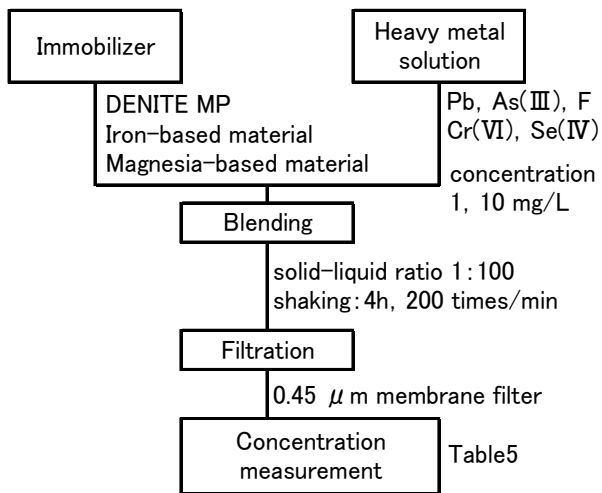 Immobilizer
Heavy metal
solution
DENITE MP
Iron-based material
Magnesia-based material
Pb, As(Ⅲ), F
Cr(Ⅵ), Se(Ⅳ)
concentration
1, 10 mg/L
Blending
solid-liquid ratio 1:100
shaking:4h, 200 times/min
Filtration
0.45 μm membrane filter
Concentration
measurement
Table5